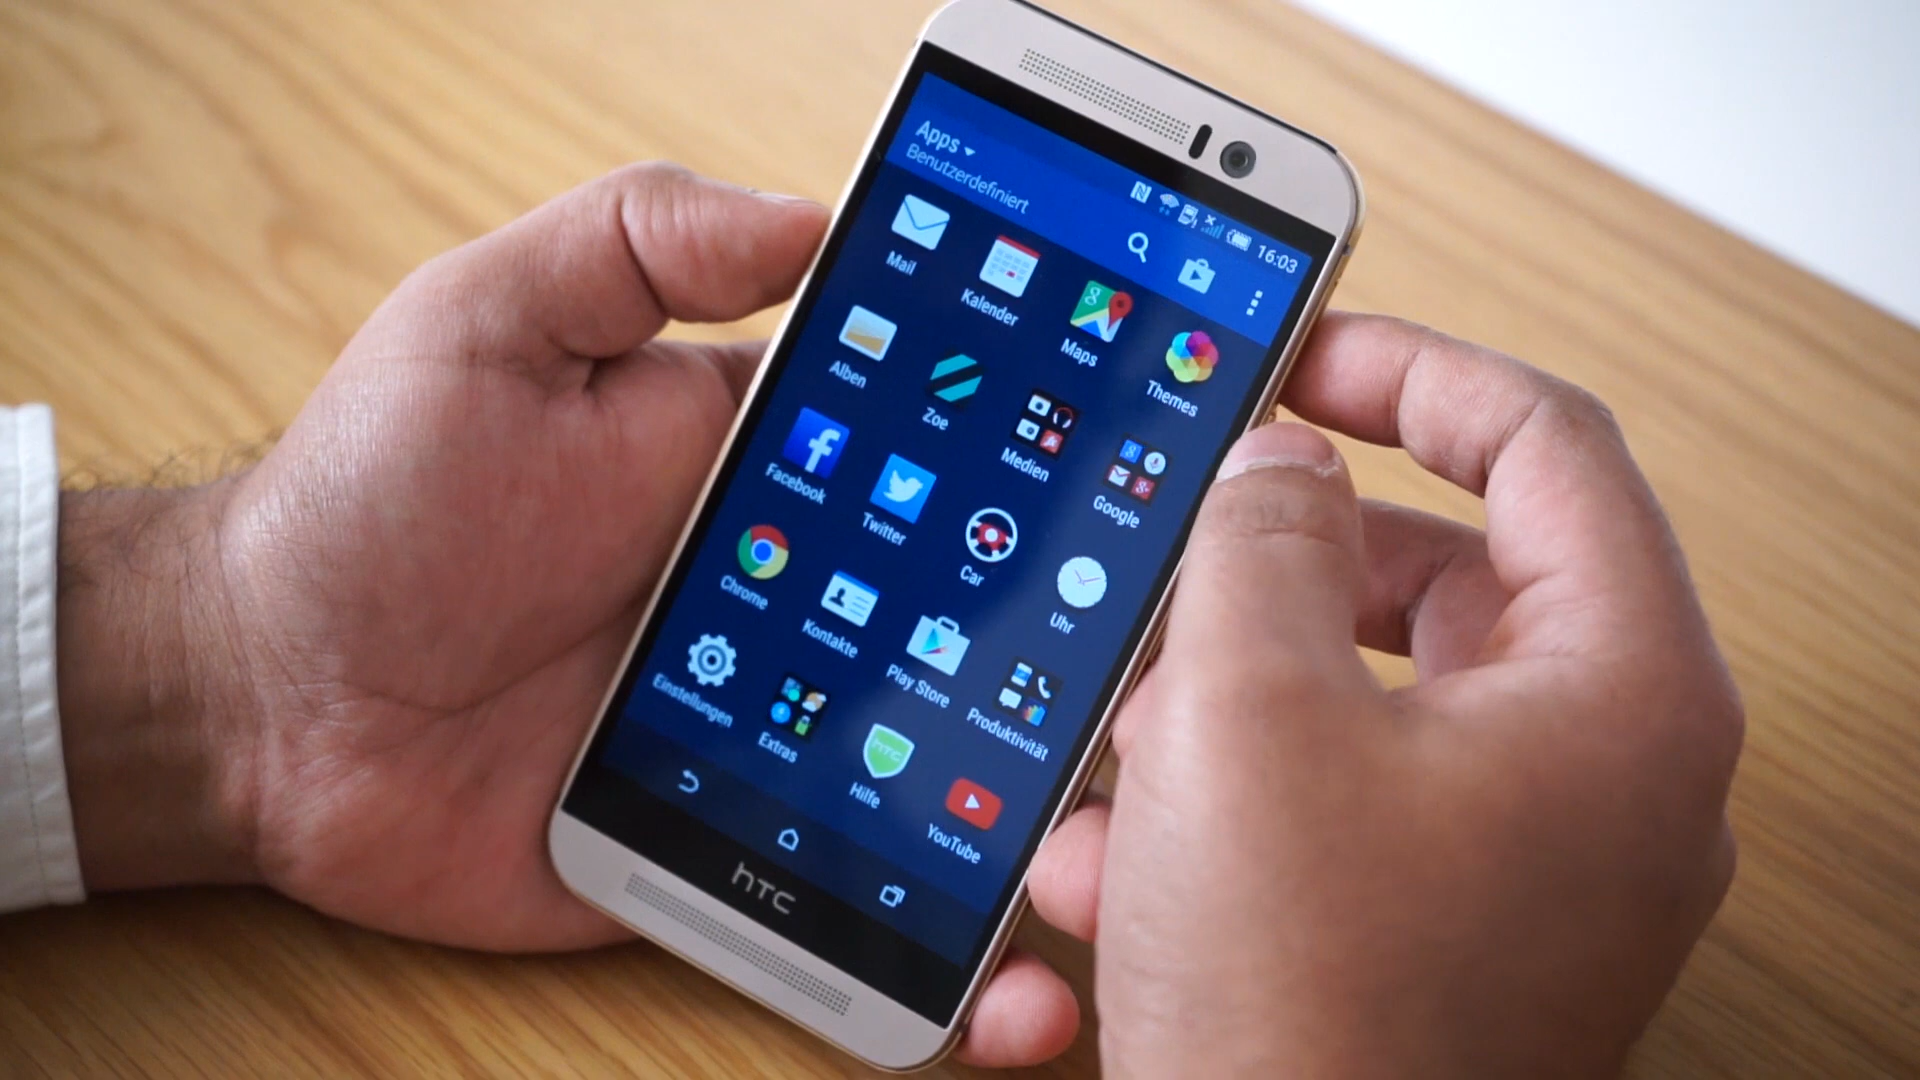 16:03
Apps
Benutzerdefiniert
Mail
Kalender
Maps
Themes
Alben
Zoe
Medien
Google
Facebook
Twitter
Car
Uhr
Chrome
Kontakte
Play Store
Produktivität
Einstellungen
Extras
hTC
Hilfe
YouTube
hTC